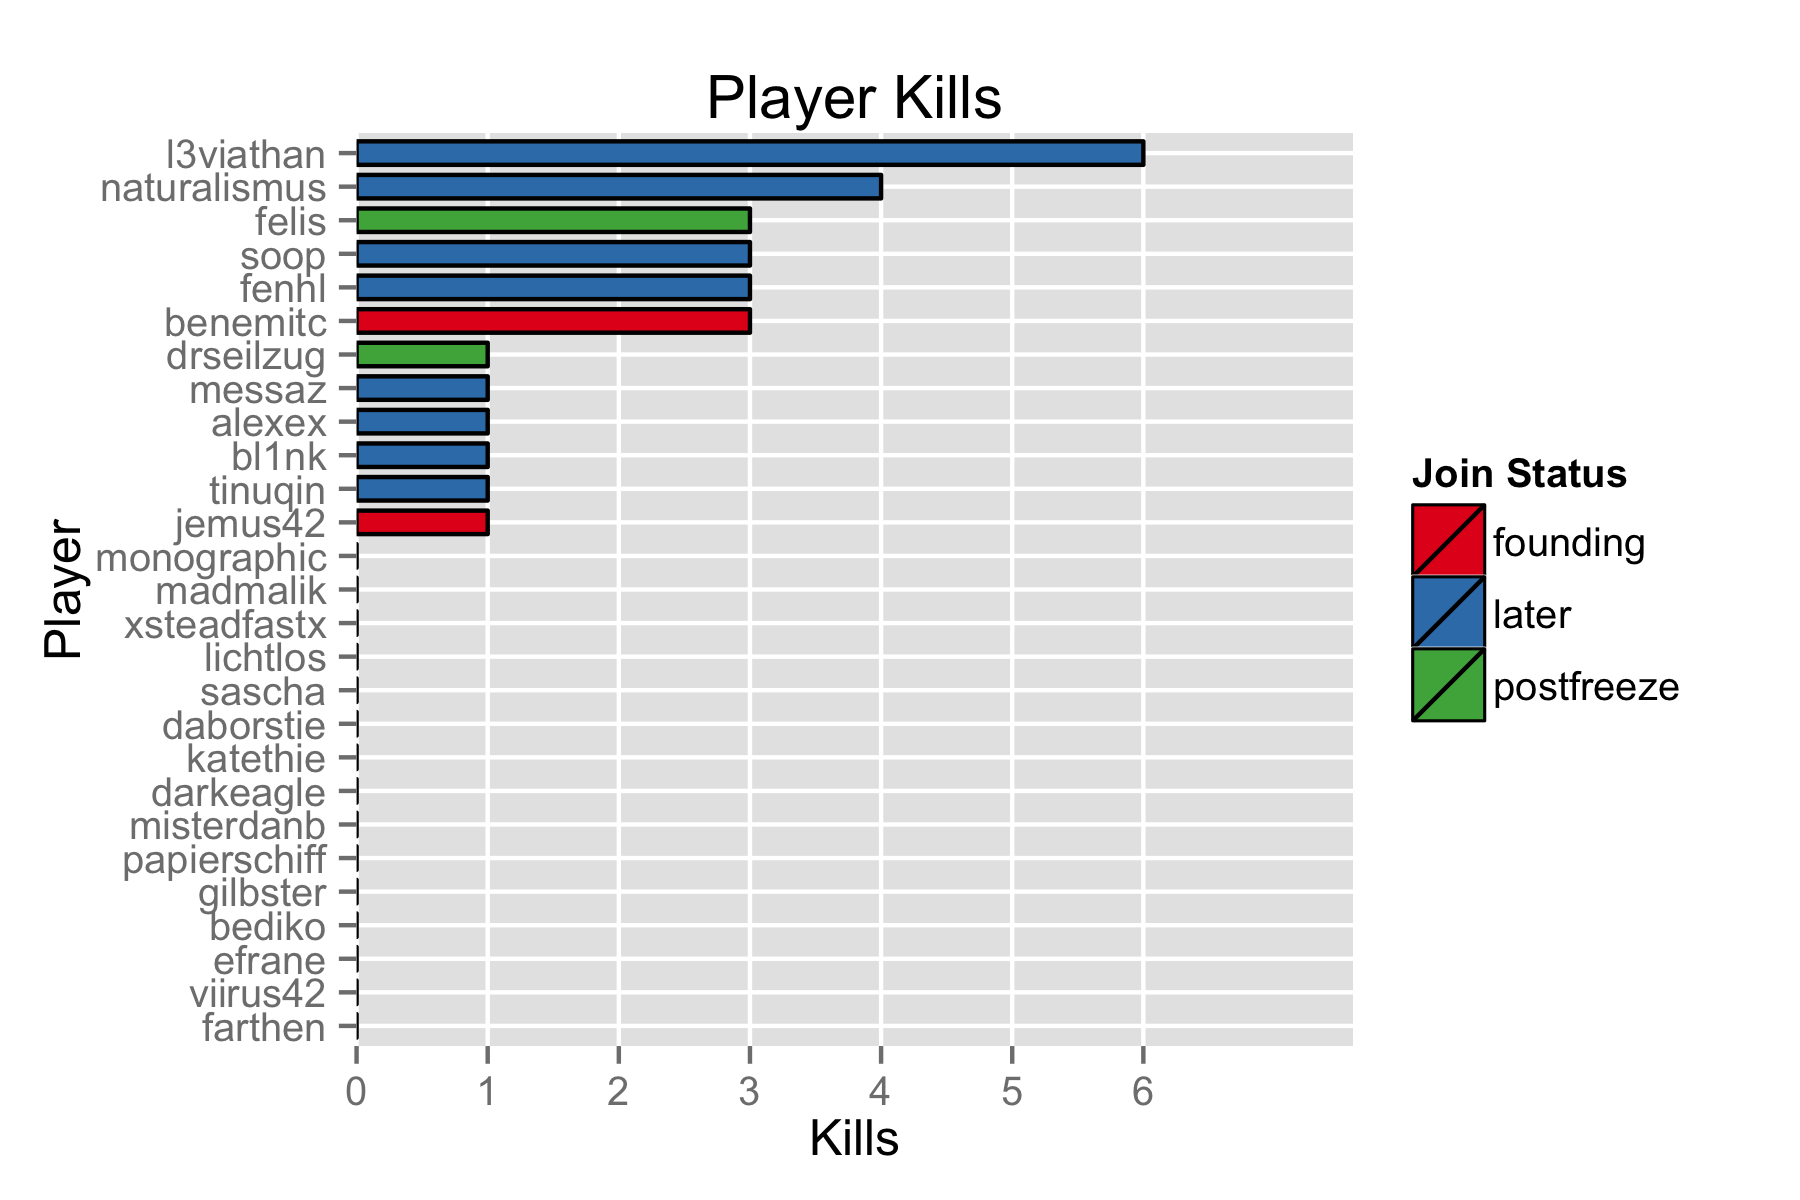 Player Kills
l3viathan
naturalismus
felis
soop
fenhl
benemitc
drseilzug
messaz
alexex
bl1nk
tinuqin
jemus42
monographic
madmalik
xsteadfastx
lichtlos
sascha
daborstie
katethie
darkeagle
misterdanb
papierschiff
gilbster
bediko
efrane
viirus42
farthen
Player
0 1 2 3 4 5 6
Kills
Join Status
founding
later
postfreeze